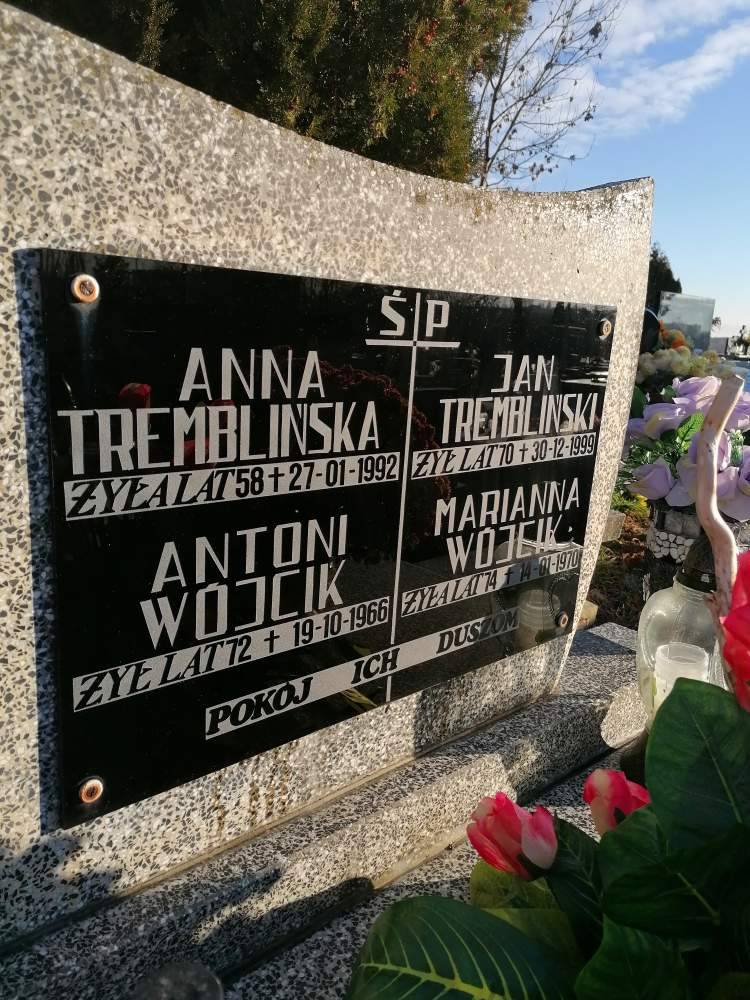 Ś P
ANNA
TREMBLIŃSKA
ŻYŁA LAT 58 + 27-01-1992
JAN
TREMBLIŃSKI
ŻYŁ LAT 70 + 30-12-1999
ANTONI
WÓJCIK
ŻYŁ LAT 72 + 19-10-1966
MARIANNA
WÓJCIK
ŻYŁA LAT 74 + 14-01-1970
POKÓJ ICH DUSZOM